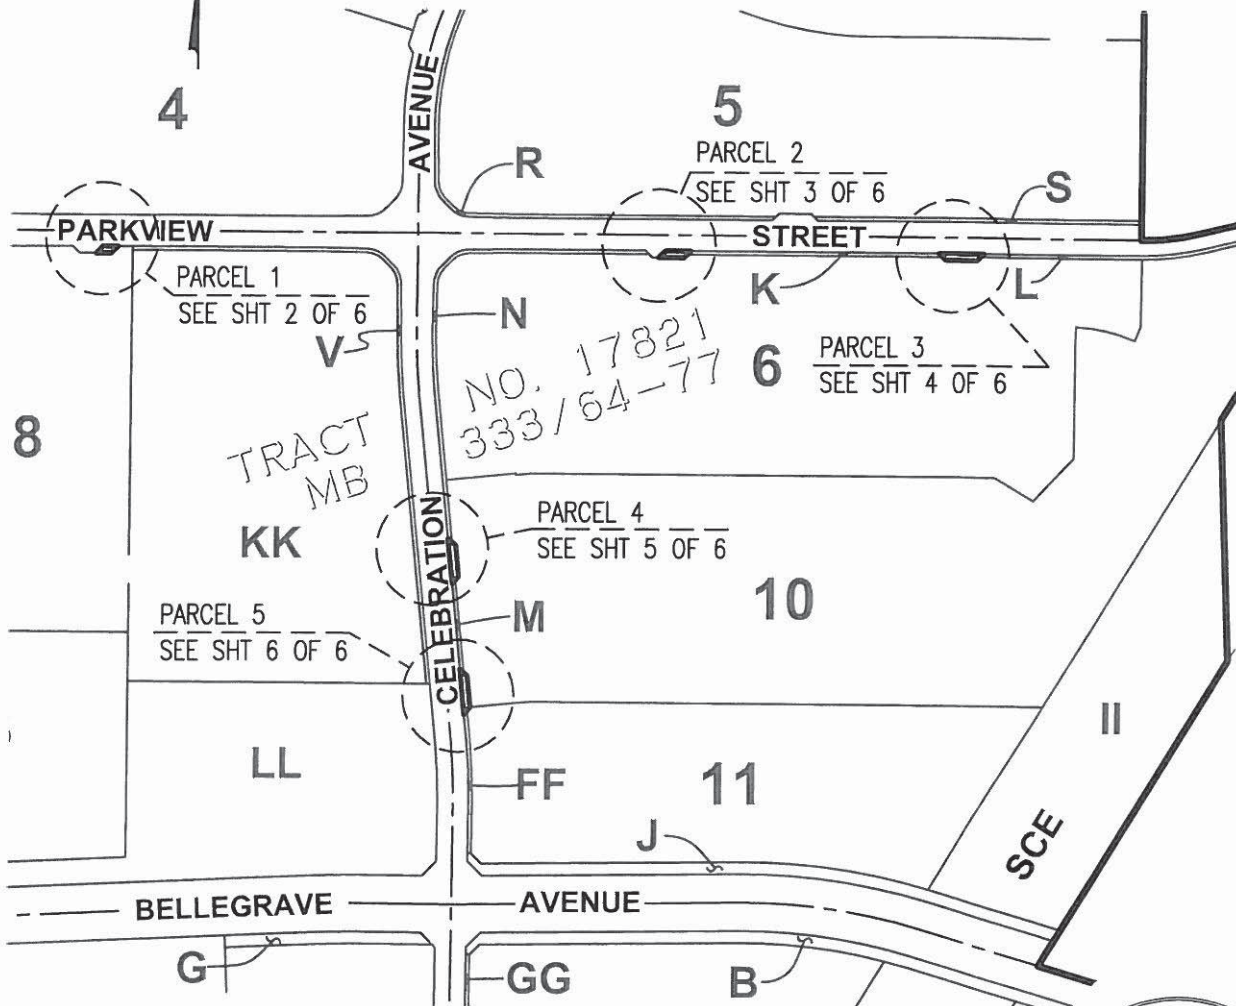 4
AVENUE
5
R
PARCEL 2
SEE SHT 3 OF 6
S
PARKVIEW
STREET
PARCEL 1
SEE SHT 2 OF 6
K
L
V
N
TRACT NO. 17821
MB 333/64-77
6
PARCEL 3
SEE SHT 4 OF 6
8
KK
CELEBRATION
PARCEL 4
SEE SHT 5 OF 6
10
PARCEL 5
SEE SHT 6 OF 6
M
II
LL
FF
11
SCE
J
BELLEGRAVE AVENUE
G
GG
B